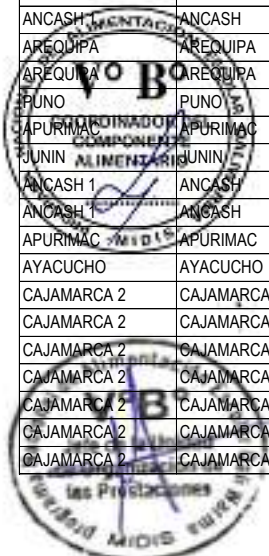 ANCASH 1 ANCASH
AREQUIPA AREQUIPA
AREQUIPA AREQUIPA
PUNO PUNO
APURIMAC APURIMAC
JUNIN JUNIN
ANCASH 1 ANCASH
ANCASH 1 ANCASH
APURIMAC APURIMAC
AYACUCHO AYACUCHO
CAJAMARCA 2 CAJAMARCA
CAJAMARCA 2 CAJAMARCA
CAJAMARCA 2 CAJAMARCA
CAJAMARCA 2 CAJAMARCA
CAJAMARCA 2 CAJAMARCA
CAJAMARCA 2 CAJAMARCA
CAJAMARCA 2 CAJAMARCA
V° B°
COORDINADOR DEL
COMPONENTE
ALIMENTARIO
MIDIS
B°
las Prestaciones
MIDIS